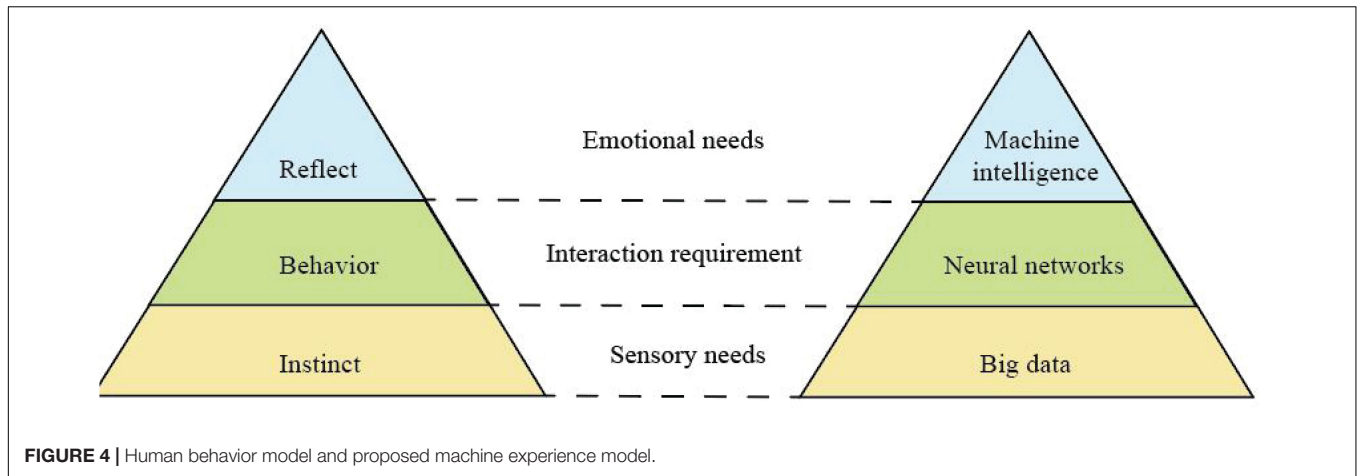 Emotional needs
Machine
intelligence
Reflect
Interaction requirement
Behavior
Neural networks
Sensory needs
Instinct
Big data
FIGURE 4 | Human behavior model and proposed machine experience model.